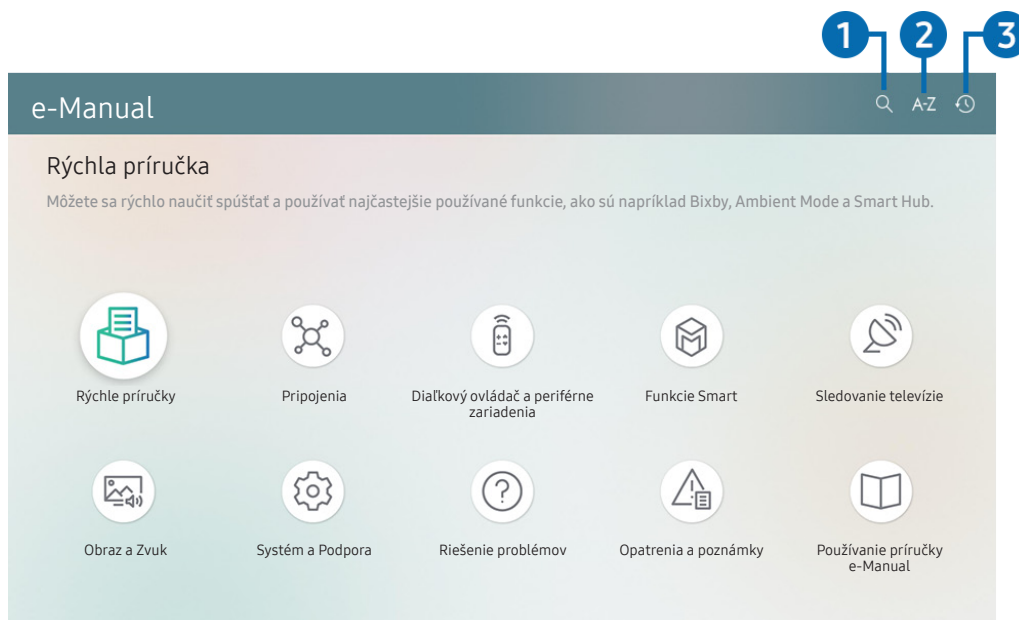 1 2 3
e-Manual
A-Z
Rýchla príručka
Môžete sa rýchlo naučiť spúšťať a používať najčastejšie používané funkcie, ako sú napríklad Bixby, Ambient Mode a Smart Hub.
Rýchle príručky
Pripojenia
Diaľkový ovládač a periférne
zariadenia
Funkcie Smart
Sledovanie televízie
Obraz a Zvuk
Systém a Podpora
Riešenie problémov
Opatrenia a poznámky
Používanie príručky
e-Manual